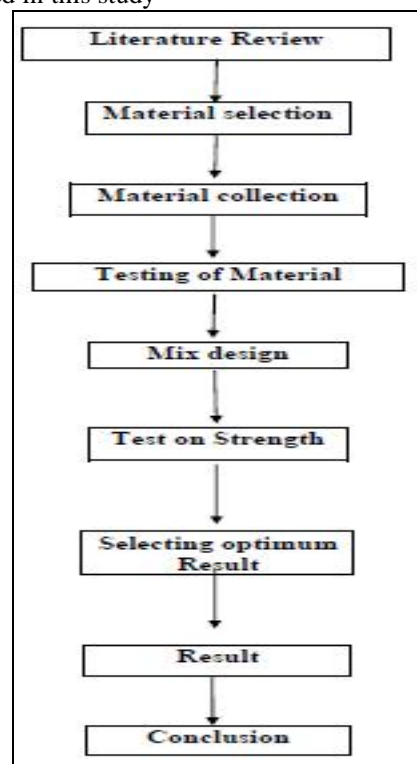 in this study
Literature Review
Material selection
Material collection
Testing of Material
Mix design
Test on Strength
Selecting optimum
Result
Result
Conclusion